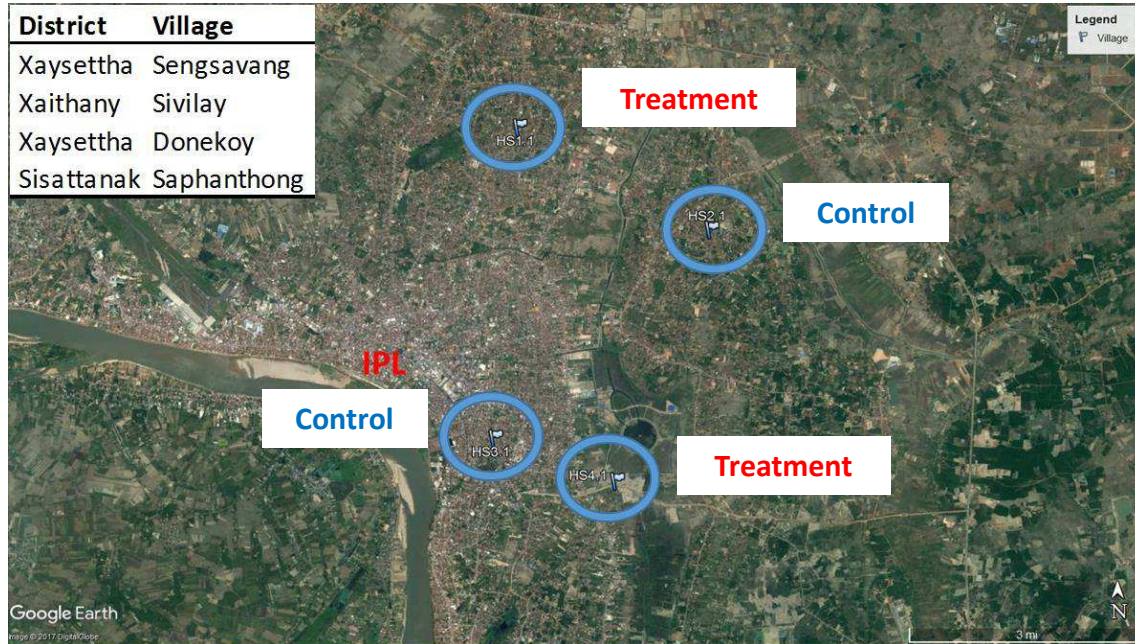 District Village
Xaysettha Sengsavang
Xaithany Sivilay
Xaysettha Donekoy
Sisattanak Saphanthong
Legend
Village
Treatment
HS1.1
HS2.1
Control
IPL
Control
HS3.1
HS4.1
Treatment
Google Earth
Image © 2017 DigitalGlobe
N
3 mi